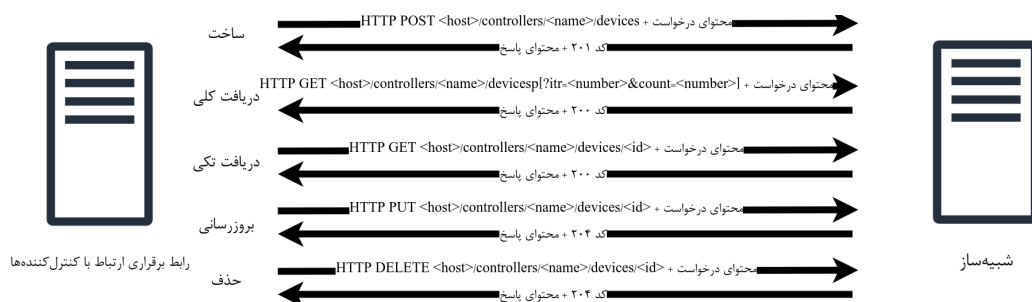 ساخت
HTTP POST <host>/controllers/<name>/devices + محتوای درخواست
کد ۲۰۱ + محتوای پاسخ
دریافت کلی
HTTP GET <host>/controllers/<name>/devicesp[?itr=<number>&count=<number>] + محتوای درخواست
کد ۲۰۰ + محتوای پاسخ
دریافت تکی
HTTP GET <host>/controllers/<name>/devices/<id> + محتوای درخواست
کد ۲۰۰ + محتوای پاسخ
بروزرسانی
HTTP PUT <host>/controllers/<name>/devices/<id> + محتوای درخواست
کد ۲۰۴ + محتوای پاسخ
حذف
HTTP DELETE <host>/controllers/<name>/devices/<id> + محتوای درخواست
کد ۲۰۴ + محتوای پاسخ
رابط برقراری ارتباط با کنترل‌کننده‌ها
شبیه‌ساز